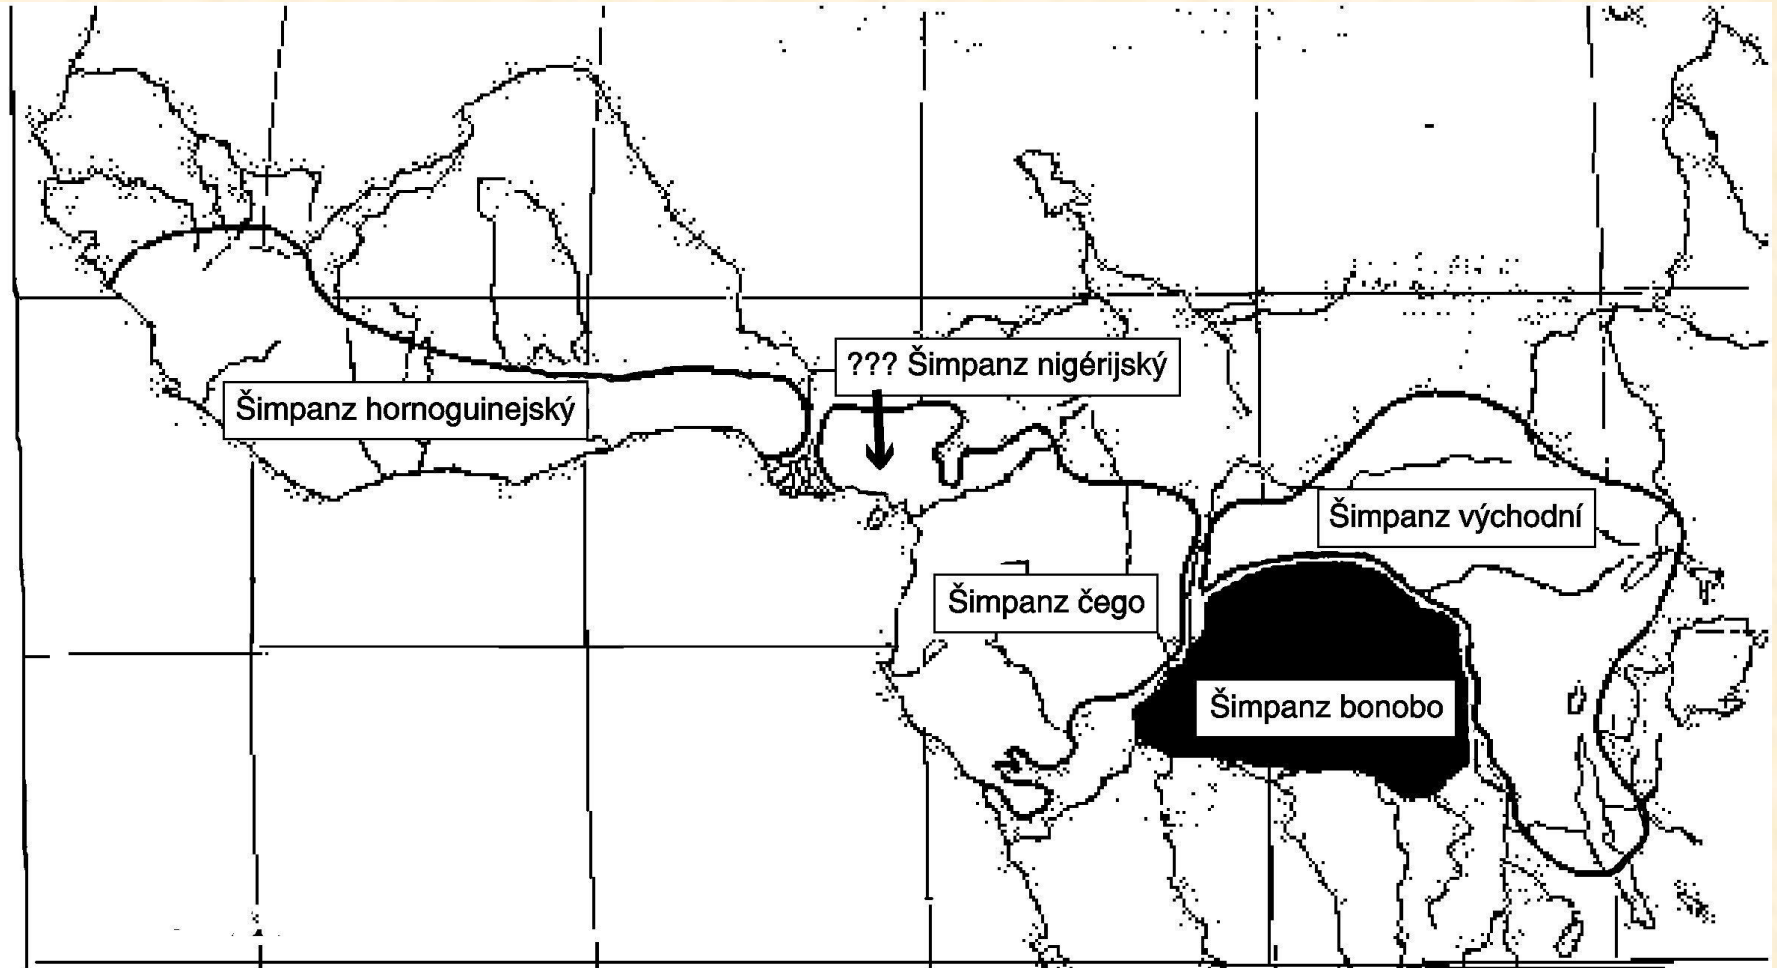 ??? Šimpanz nigérijský
Šimpanz hornoguinejský
Šimpanz východní
Šimpanz čego
Šimpanz bonobo